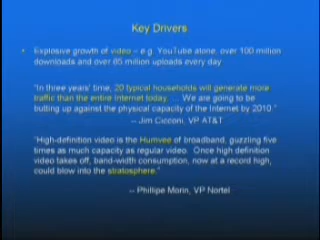 Key Drivers
• Explosive growth of video – e.g. YouTube alone: over 100 million
downloads and over 65 million uploads every day
"In three years' time, 20 typical households will generate more
traffic than the entire Internet today. … We are going to be
butting up against the physical capacity of the Internet by 2010."
-- Jim Cicconi, VP AT&T
"High-definition video is the Humvee of broadband, guzzling five
times as much capacity as regular video. Once high definition
video takes off, band-width consumption, now at a record high,
could blow into the stratosphere."
-- Phillipe Morin, VP Nortel